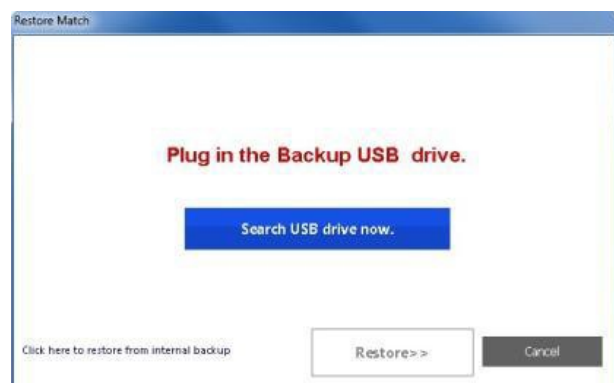 Restore Match
Plug in the Backup USB drive.
Search USB drive now.
Click here to restore from internal backup
Restore>>
Cancel